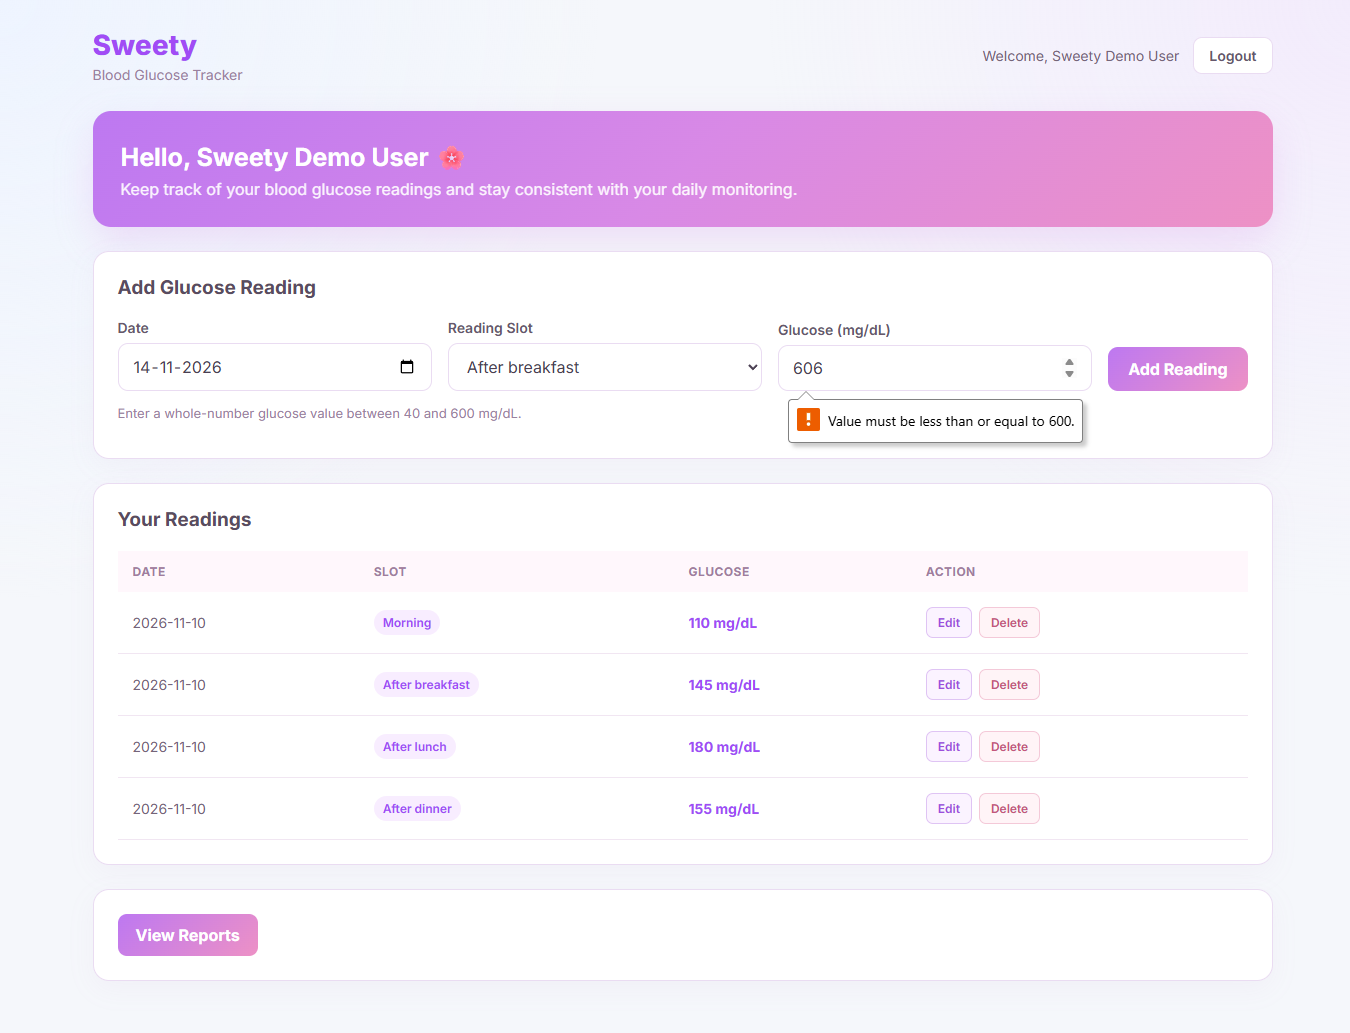 Sweety
Blood Glucose Tracker
Welcome, Sweety Demo User
Logout
Hello, Sweety Demo User 🌸
Keep track of your blood glucose readings and stay consistent with your daily monitoring.
Add Glucose Reading
Date
Reading Slot
Glucose (mg/dL)
14-11-2026
After breakfast
606
Add Reading
Enter a whole-number glucose value between 40 and 600 mg/dL.
Value must be less than or equal to 600.
Your Readings
DATE SLOT GLUCOSE ACTION
2026-11-10 Morning 110 mg/dL Edit Delete
2026-11-10 After breakfast 145 mg/dL Edit Delete
2026-11-10 After lunch 180 mg/dL Edit Delete
2026-11-10 After dinner 155 mg/dL Edit Delete
View Reports